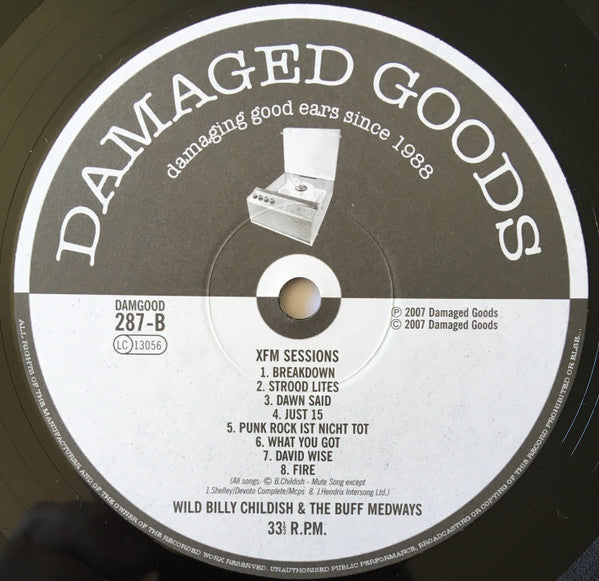 DAMAGED GOODS
damaging good ears since 1988
DAMGOOD
287-B
LC 13056
℗ 2007 Damaged Goods
© 2007 Damaged Goods
XFM SESSIONS
1. BREAKDOWN
2. STROOD LITES
3. DAWN SAID
4. JUST 15
5. PUNK ROCK IST NICHT TOT
6. WHAT YOU GOT
7. DAVID WISE
8. FIRE
(All songs: © B.Childish - Mute Song except
1.Shelley/Devoto Complete/Mcps 8. J.Hendrix Intersong Ltd.)
WILD BILLY CHILDISH & THE BUFF MEDWAYS
33⅓ R.P.M.
ALL RIGHTS OF THE MANUFACTURER AND OF THE OWNER OF THE RECORDED WORK RESERVED. UNAUTHORISED PUBLIC PERFORMANCE, BROADCASTING OR COPYING OF THIS RECORD PROHIBITED OR ELSE...